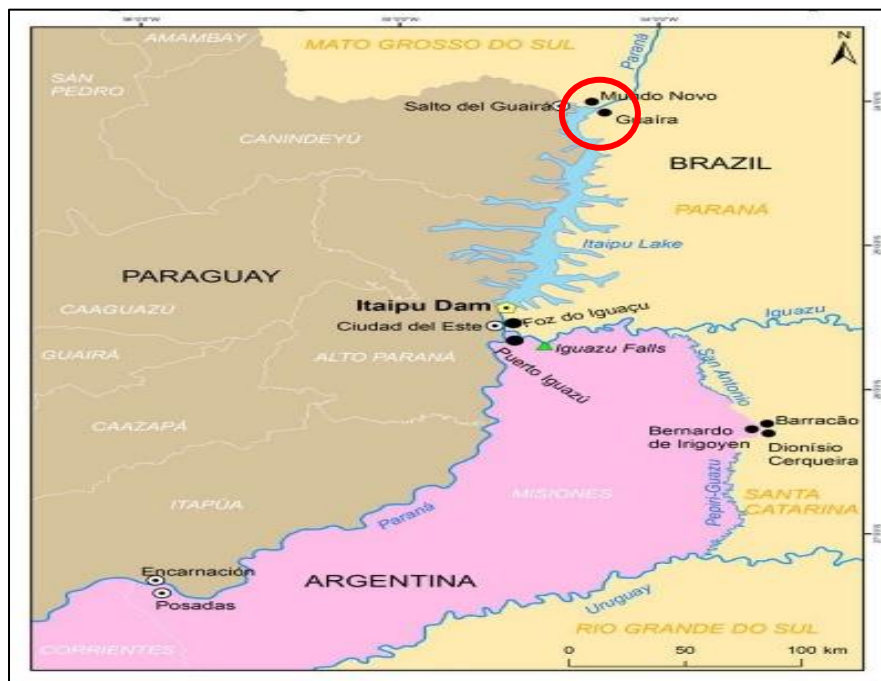 AMAMBAY
MATO GROSSO DO SUL
Paraná
N
SAN
PEDRO
Salto del Guairá
Mundo Novo
Guaíra
CANINDEYÚ
BRAZIL
PARANÁ
Itaipu Lake
PARAGUAY
Itaipu Dam
CAAGUAZÚ
Foz do Iguaçu
Iguazu
Ciudad del Este
GUAIRÁ
ALTO PARANÁ
Iguazu Falls
Puerto Iguazú
San Antonio
CAAZAPÁ
Bernardo
de Irigoyen
Barracão
Dionísio
Cerqueira
ITAPÚA
Paraná
MISIONES
Pepiri-Guazu
SANTA
CATARINA
Encarnación
ARGENTINA
Posadas
Uruguay
RIO GRANDE DO SUL
CORRIENTES
0 50 100 km